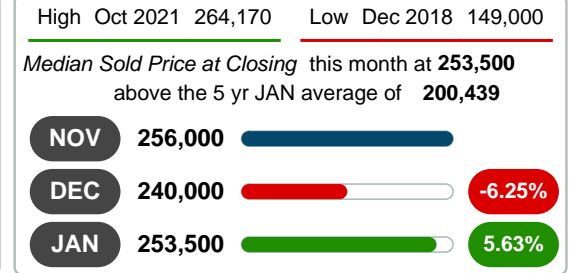 High Oct 2021 264,170 Low Dec 2018 149,000
Median Sold Price at Closing this month at 253,500
above the 5 yr JAN average of 200,439
NOV 256,000
DEC 240,000 -6.25%
JAN 253,500 5.63%